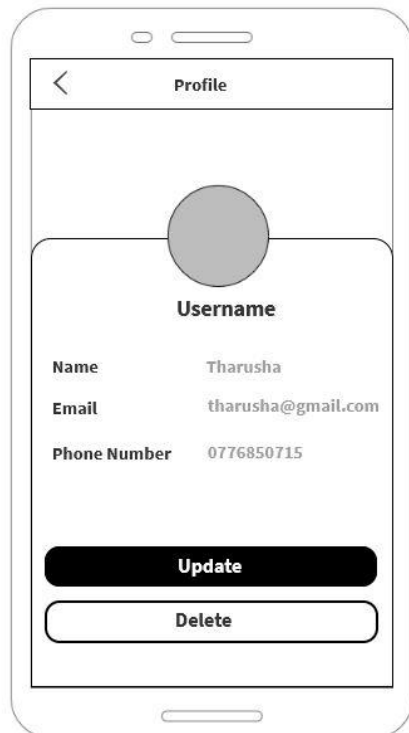 Profile
Username
Name Tharusha
Email tharusha@gmail.com
Phone Number 0776850715
Update
Delete